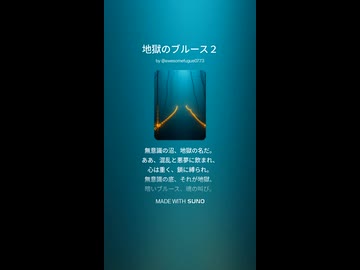 地獄のブルース２
by @awesomefugue0773
無意識の沼、地獄の名だ。
ああ、混乱と悪夢に飲まれ、
心は重く、鎖に縛られ。
無意識の底、それが地獄。
暗いブルース、魂の叫び。
MADE WITH SUNO